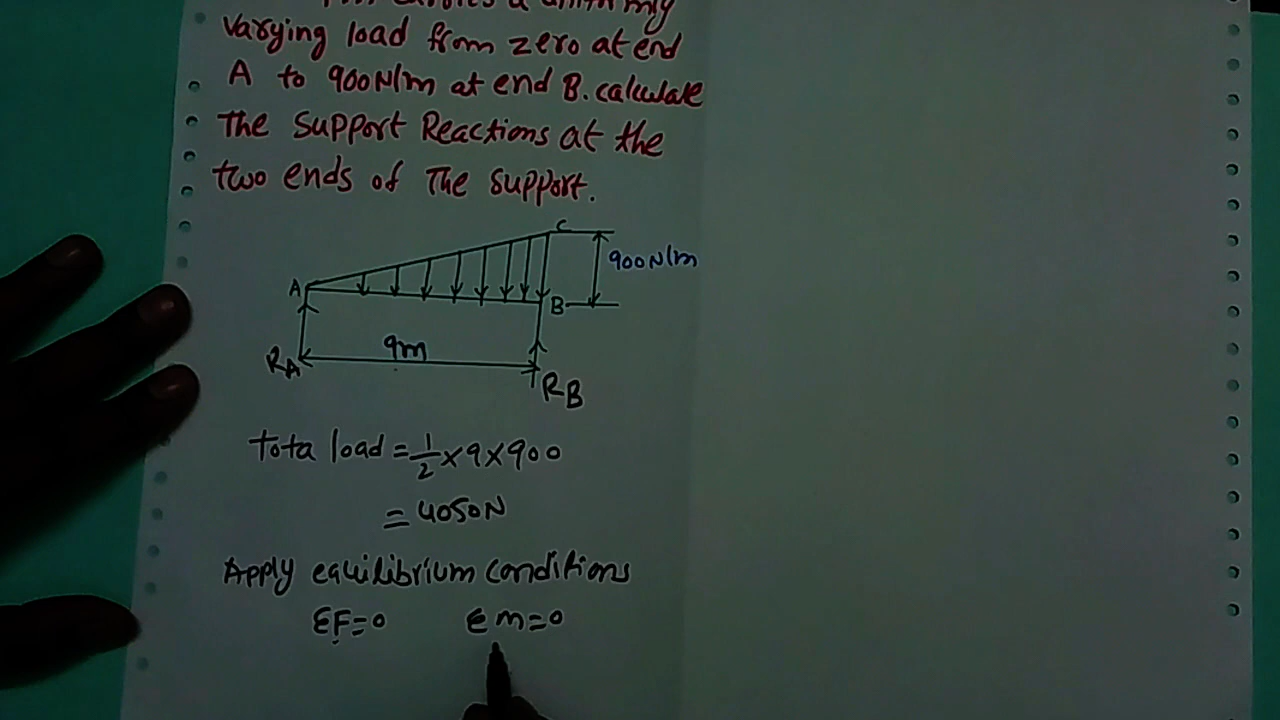 varying load from zero at end
A to 900N/m at end B. calculate
The Support Reactions at the
two ends of The Support.
C
900N/m
A
B
9m
RA
RB
Tota load = 1/2 x 9 x 900
= 4050N
Apply equilibrium conditions
ΣF=0 Σm=0